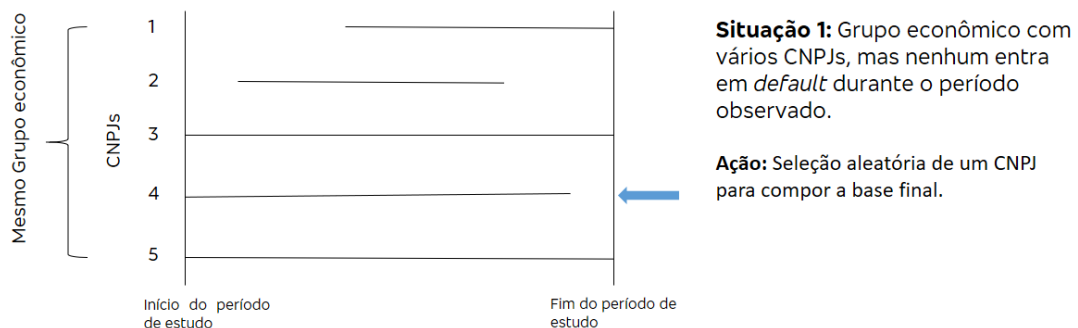 Mesmo Grupo econômico
CNPJs
1
2
3
4
5
Início do período
de estudo
Fim do período de
estudo
Situação 1: Grupo econômico com
vários CNPJs, mas nenhum entra
em default durante o período
observado.
Ação: Seleção aleatória de um CNPJ
para compor a base final.